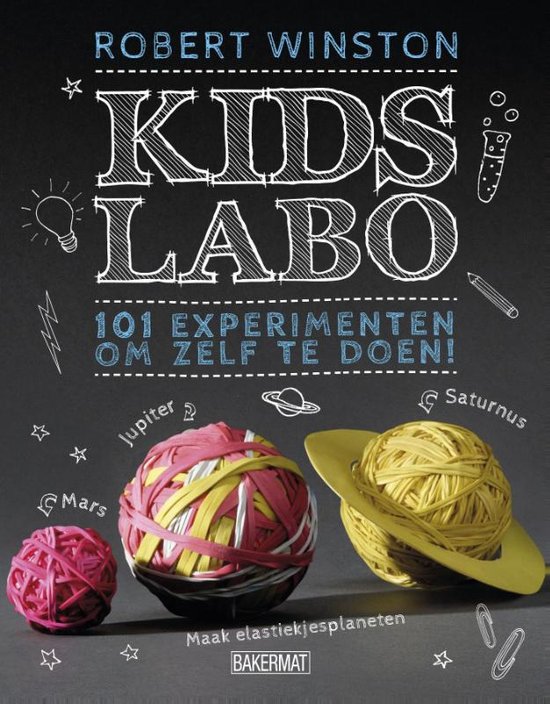 ROBERT WINSTON
KIDS
LABO
101 EXPERIMENTEN
OM ZELF TE DOEN!
Jupiter
Saturnus
Mars
Maak elastiekjesplaneten
BAKERMAT